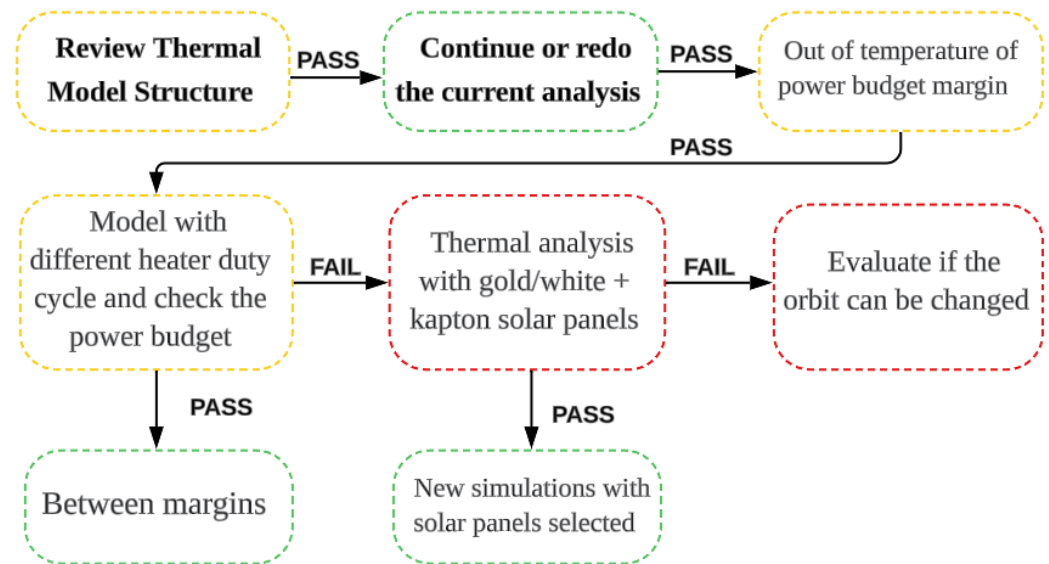 Review Thermal
Model Structure
PASS
Continue or redo
the current analysis
PASS
Out of temperature of
power budget margin
PASS
Model with
different heater duty
cycle and check the
power budget
FAIL
Thermal analysis
with gold/white +
kapton solar panels
FAIL
Evaluate if the
orbit can be changed
PASS
PASS
Between margins
New simulations with
solar panels selected